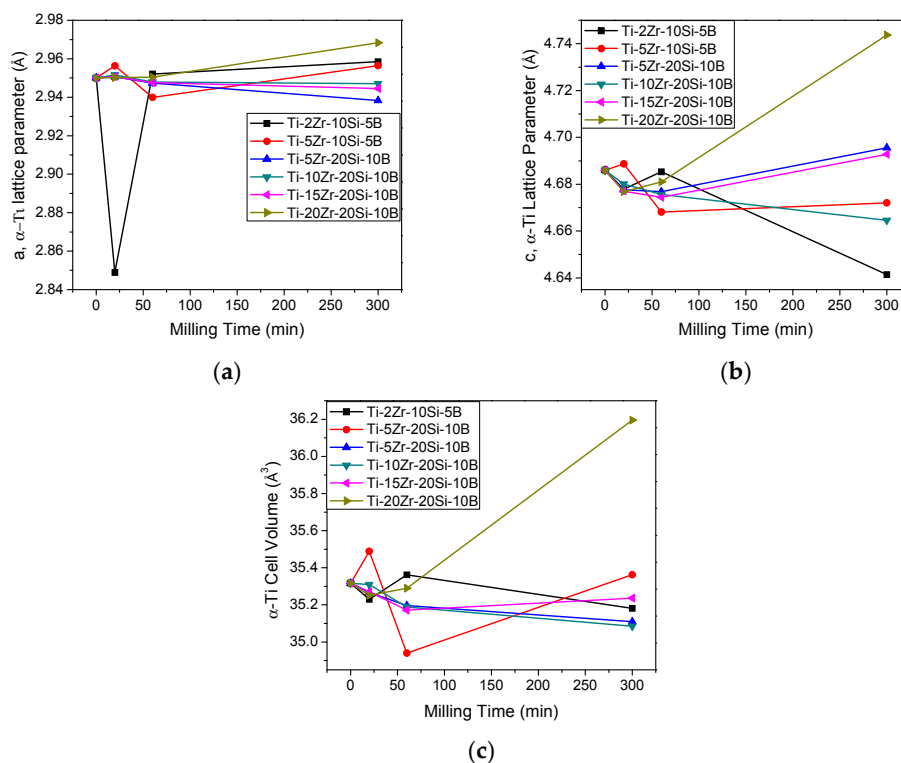 2.98
2.96
2.94
2.92
2.90
2.88
2.86
2.84
a, α–Ti lattice parameter (Å)
Ti-2Zr-10Si-5B
Ti-5Zr-10Si-5B
Ti-5Zr-20Si-10B
Ti-10Zr-20Si-10B
Ti-15Zr-20Si-10B
Ti-20Zr-20Si-10B
0 50 100 150 200 250 300
Milling Time (min)
(a)
4.74
4.72
4.70
4.68
4.66
4.64
c, α-Ti Lattice Parameter (Å)
Ti-2Zr-10Si-5B
Ti-5Zr-10Si-5B
Ti-5Zr-20Si-10B
Ti-10Zr-20Si-10B
Ti-15Zr-20Si-10B
Ti-20Zr-20Si-10B
0 50 100 150 200 250 300
Milling Time (min)
(b)
36.2
36.0
35.8
35.6
35.4
35.2
35.0
α-Ti Cell Volume (Å³)
Ti-2Zr-10Si-5B
Ti-5Zr-20Si-10B
Ti-5Zr-20Si-10B
Ti-10Zr-20Si-10B
Ti-15Zr-20Si-10B
Ti-20Zr-20Si-10B
0 50 100 150 200 250 300
Milling Time (min)
(c)